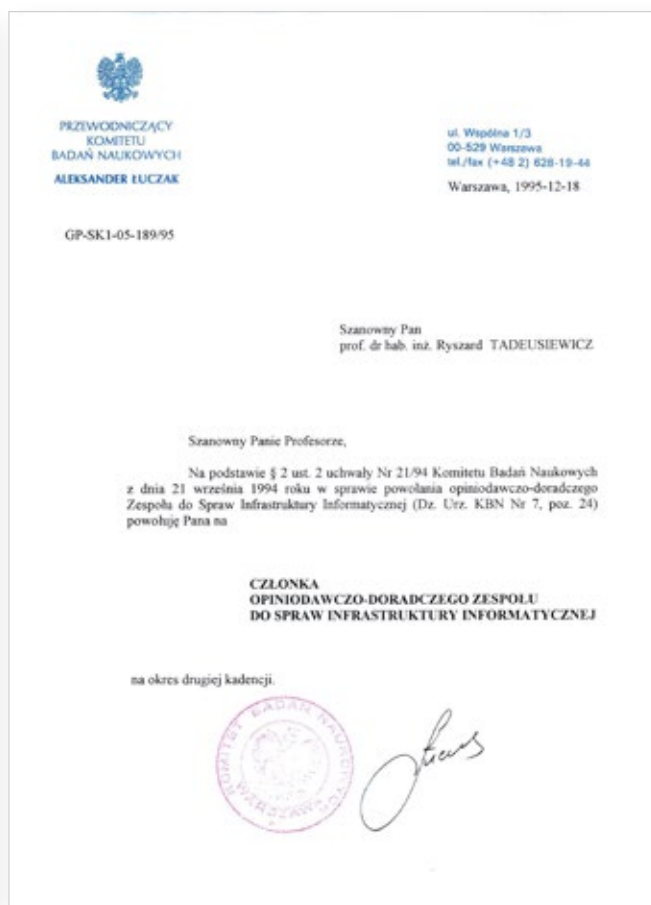 PRZEWODNICZĄCY
KOMITETU
BADAŃ NAUKOWYCH
ALEKSANDER ŁUCZAK
ul. Wspólna 1/3
00-529 Warszawa
tel./fax (+48 2) 628-19-44
Warszawa, 1995-12-18
GP-SK1-05-189/95
Szanowny Pan
prof. dr hab. inż. Ryszard TADEUSIEWICZ
Szanowny Panie Profesorze,
Na podstawie § 2 ust. 2 uchwały Nr 21/94 Komitetu Badań Naukowych
z dnia 21 września 1994 roku w sprawie powołania opiniodawczo-doradczego
Zespołu do Spraw Infrastruktury Informatycznej (Dz. Urz. KBN Nr 7, poz. 24)
powołuję Pana na
CZŁONKA
OPINIODAWCZO-DORADCZEGO ZESPOŁU
DO SPRAW INFRASTRUKTURY INFORMATYCZNEJ
na okres drugiej kadencji.
KOMITET BADAŃ NAUKOWYCH
WARSZAWA